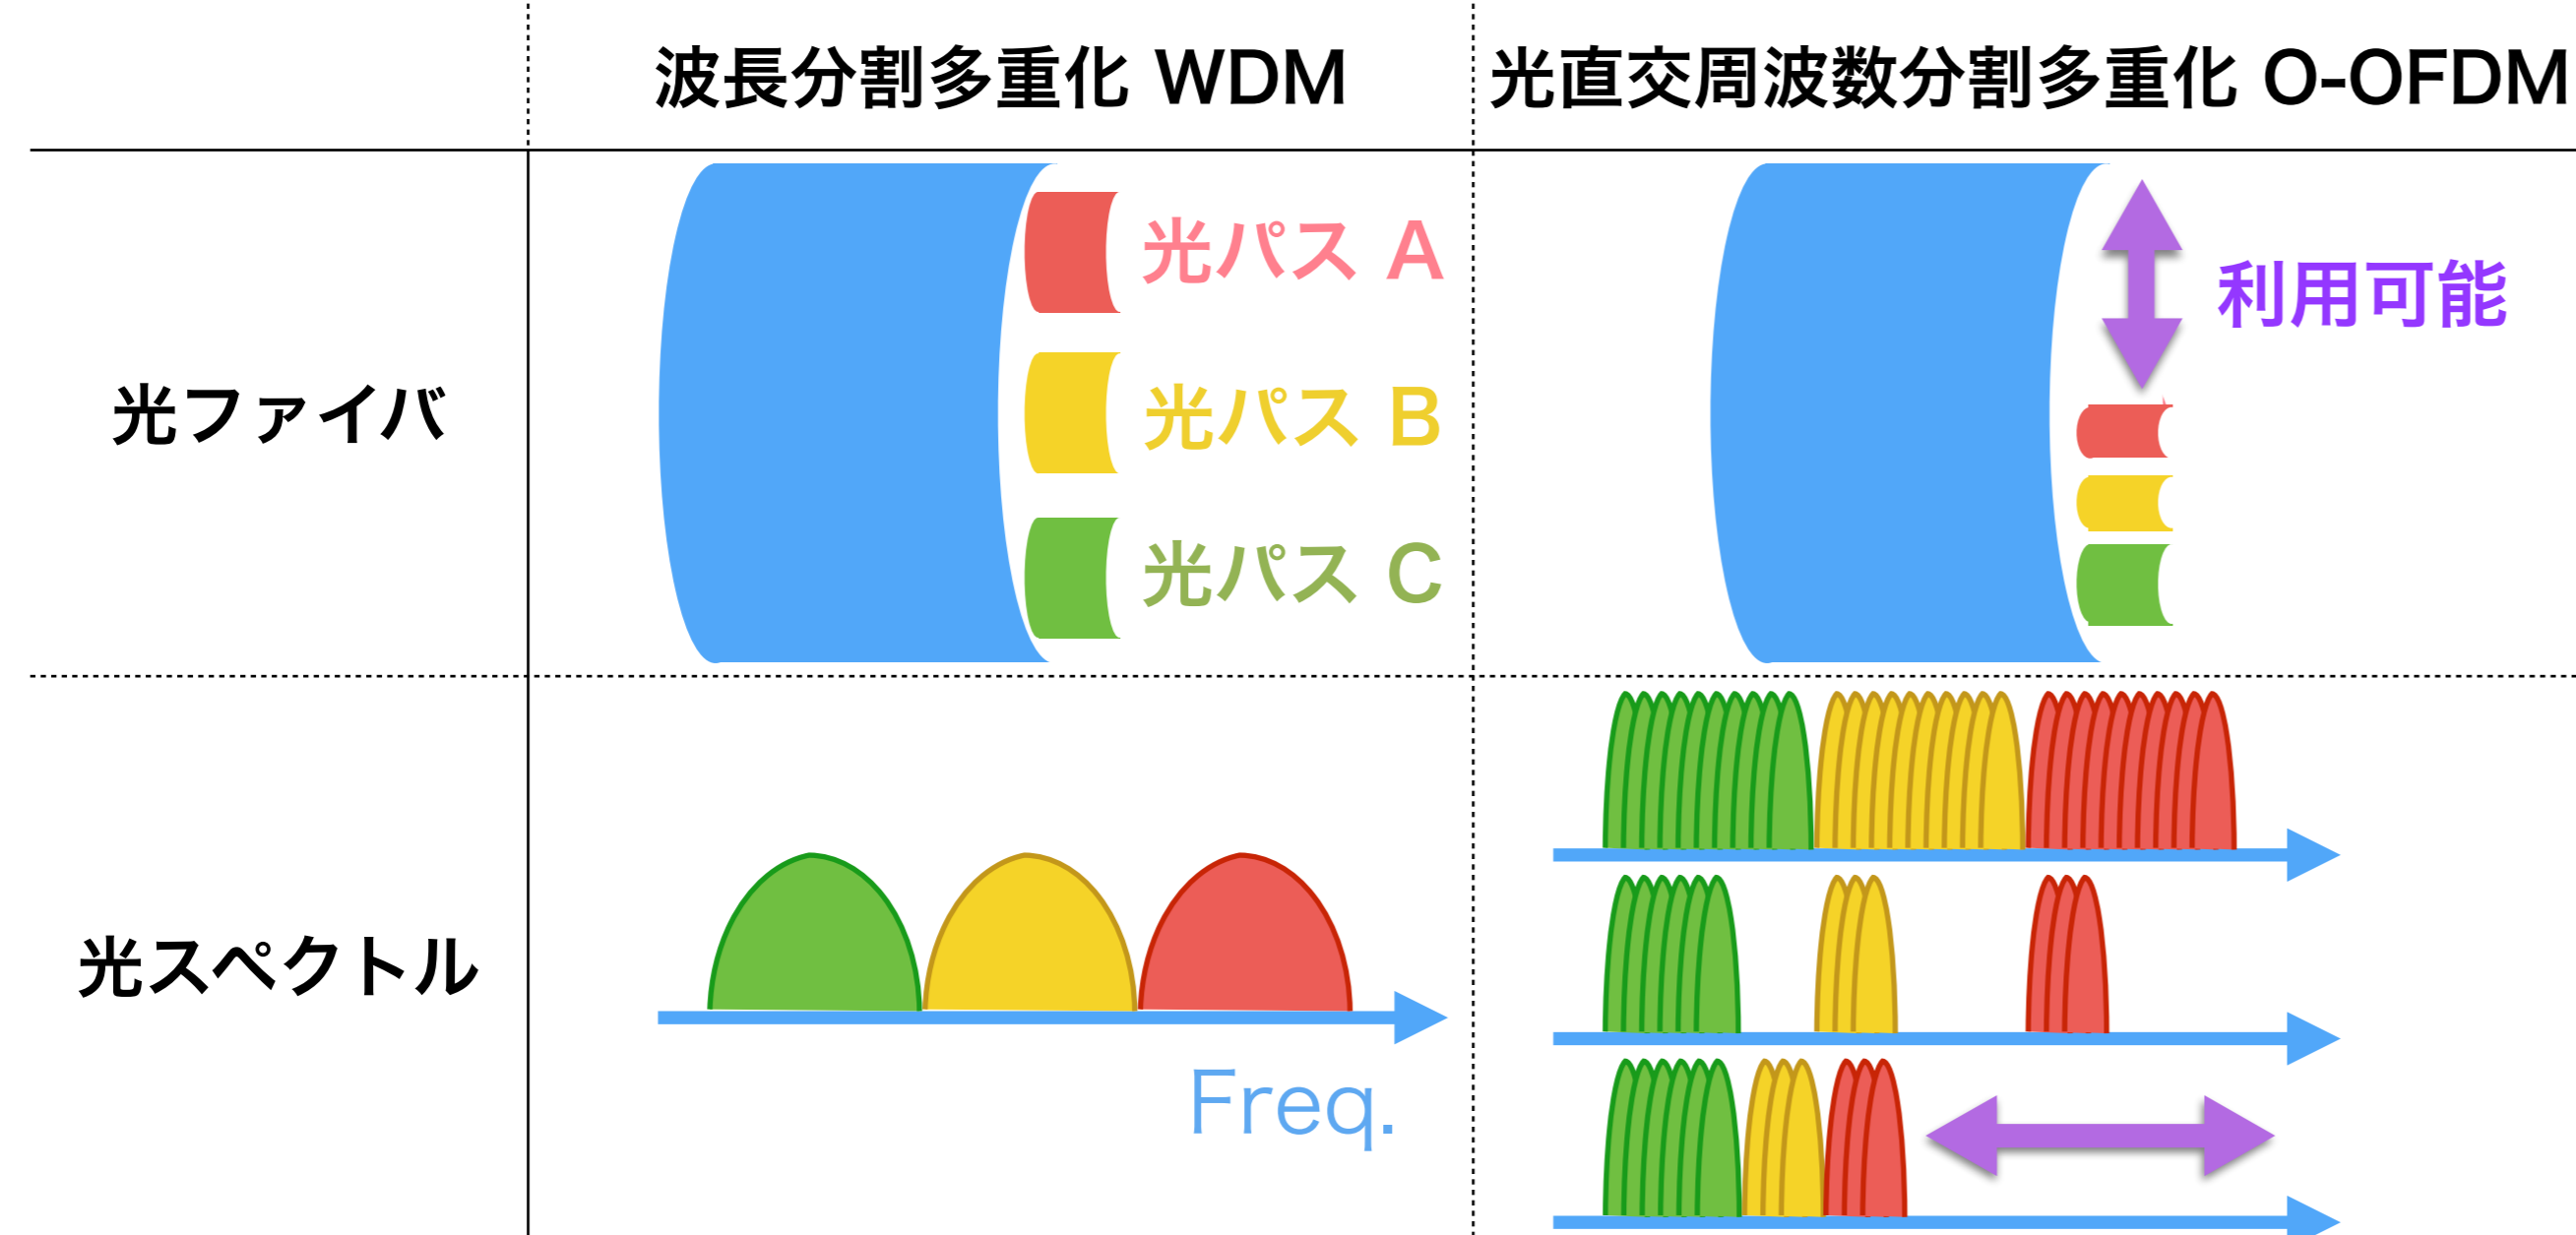 波長分割多重化 WDM
光直交周波数分割多重化 O-OFDM
光ファイバ
光パス A
光パス B
光パス C
利用可能
光スペクトル
Freq.